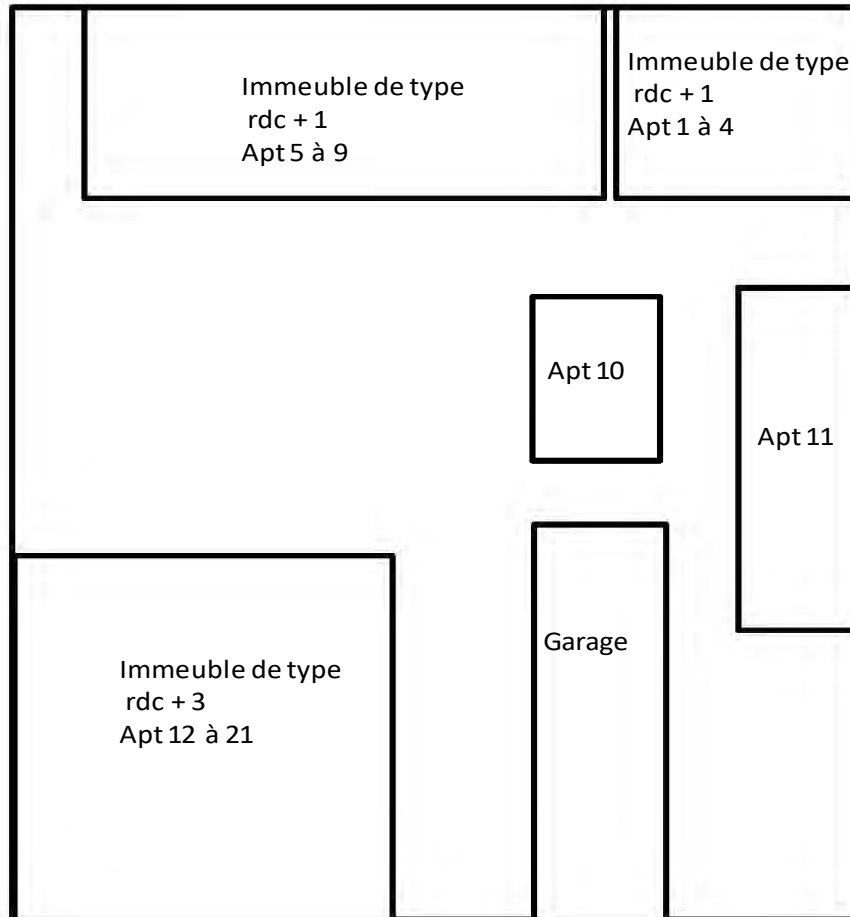 Immeuble de type
rdc + 1
Apt 5 à 9
Immeuble de type
rdc + 1
Apt 1 à 4
Apt 10
Apt 11
Garage
Immeuble de type
rdc + 3
Apt 12 à 21